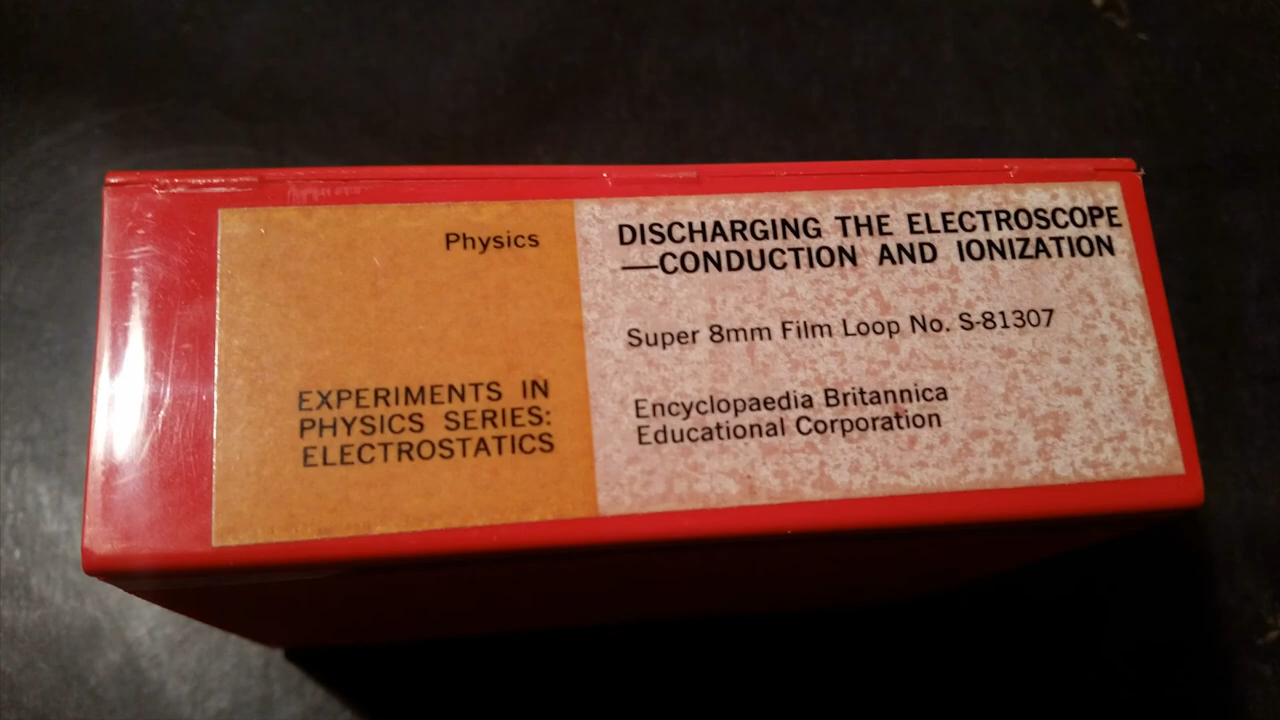 Physics
EXPERIMENTS IN
PHYSICS SERIES:
ELECTROSTATICS
DISCHARGING THE ELECTROSCOPE
—CONDUCTION AND IONIZATION
Super 8mm Film Loop No. S-81307
Encyclopaedia Britannica
Educational Corporation